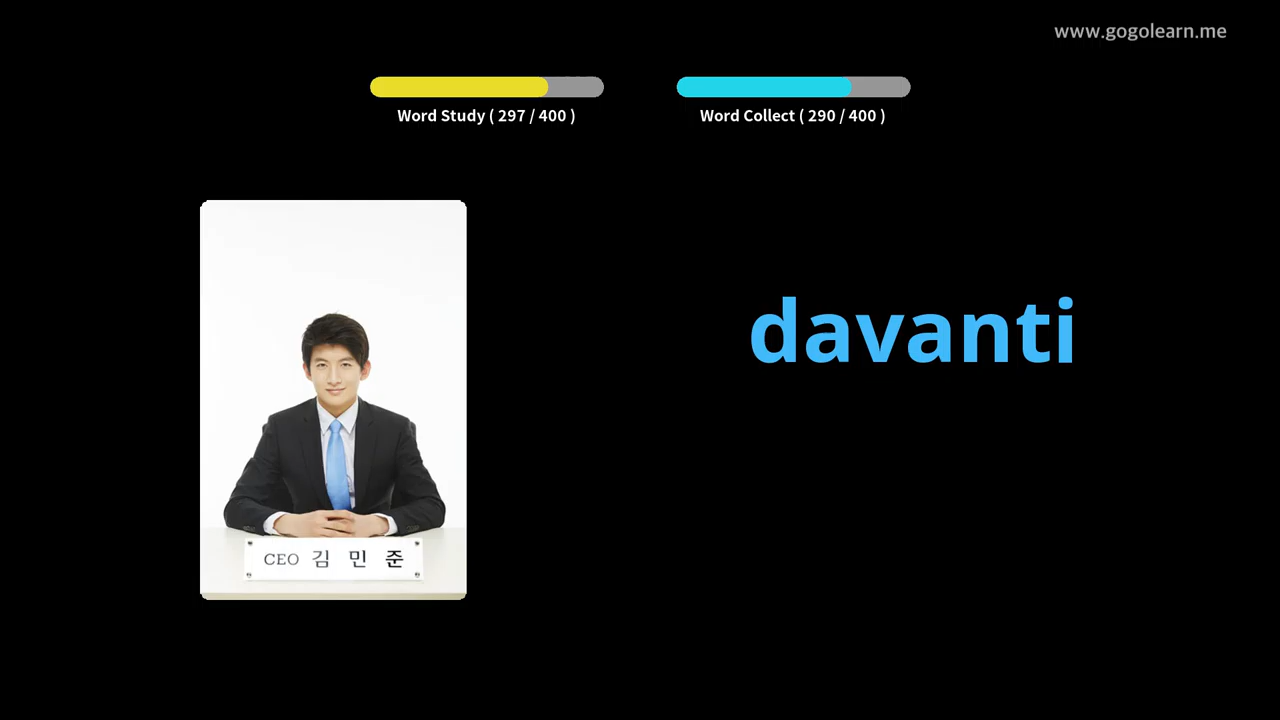 www.gogolearn.me
Word Study ( 297 / 400 )
Word Collect ( 290 / 400 )
davanti
CEO 김 민 준